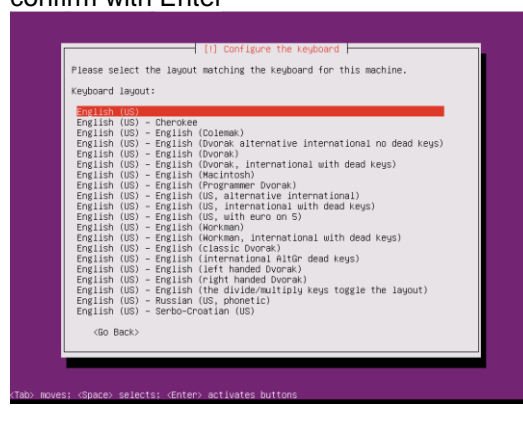 confirm with Enter
[!] Configure the keyboard
Please select the layout matching the keyboard for this machine.
Keyboard layout:
English (US)
English (US) - Cherokee
English (US) - English (Colemak)
English (US) - English (Dvorak alternative international no dead keys)
English (US) - English (Dvorak)
English (US) - English (Dvorak, international with dead keys)
English (US) - English (Macintosh)
English (US) - English (Programmer Dvorak)
English (US) - English (US, alternative international)
English (US) - English (US, international with dead keys)
English (US) - English (US, with euro on 5)
English (US) - English (Workman)
English (US) - English (Workman, international with dead keys)
English (US) - English (classic Dvorak)
English (US) - English (international AltGr dead keys)
English (US) - English (left handed Dvorak)
English (US) - English (right handed Dvorak)
English (US) - English (the divide/multiply keys toggle the layout)
English (US) - Russian (US, phonetic)
English (US) - Serbo-Croatian (US)
<Go Back>
<Tab> moves; <Space> selects; <Enter> activates buttons